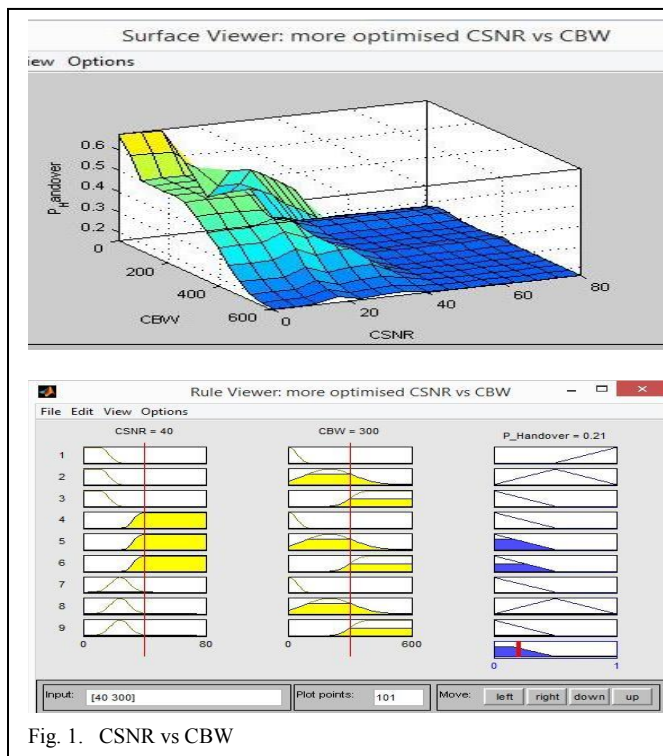 Surface Viewer: more optimised CSNR vs CBW
iew Options
0.6
0.5
0.4
0.3
0.2
P_Handover
0
200
400
600
CBW
0
20
40
60
80
CSNR
Rule Viewer: more optimised CSNR vs CBW
File Edit View Options
CSNR = 40 CBW = 300 P_Handover = 0.21
1
2
3
4
5
6
7
8
9
0 80 0 600
0 1
Input: [40 300] Plot points: 101 Move: left right down up
Fig. 1. CSNR vs CBW